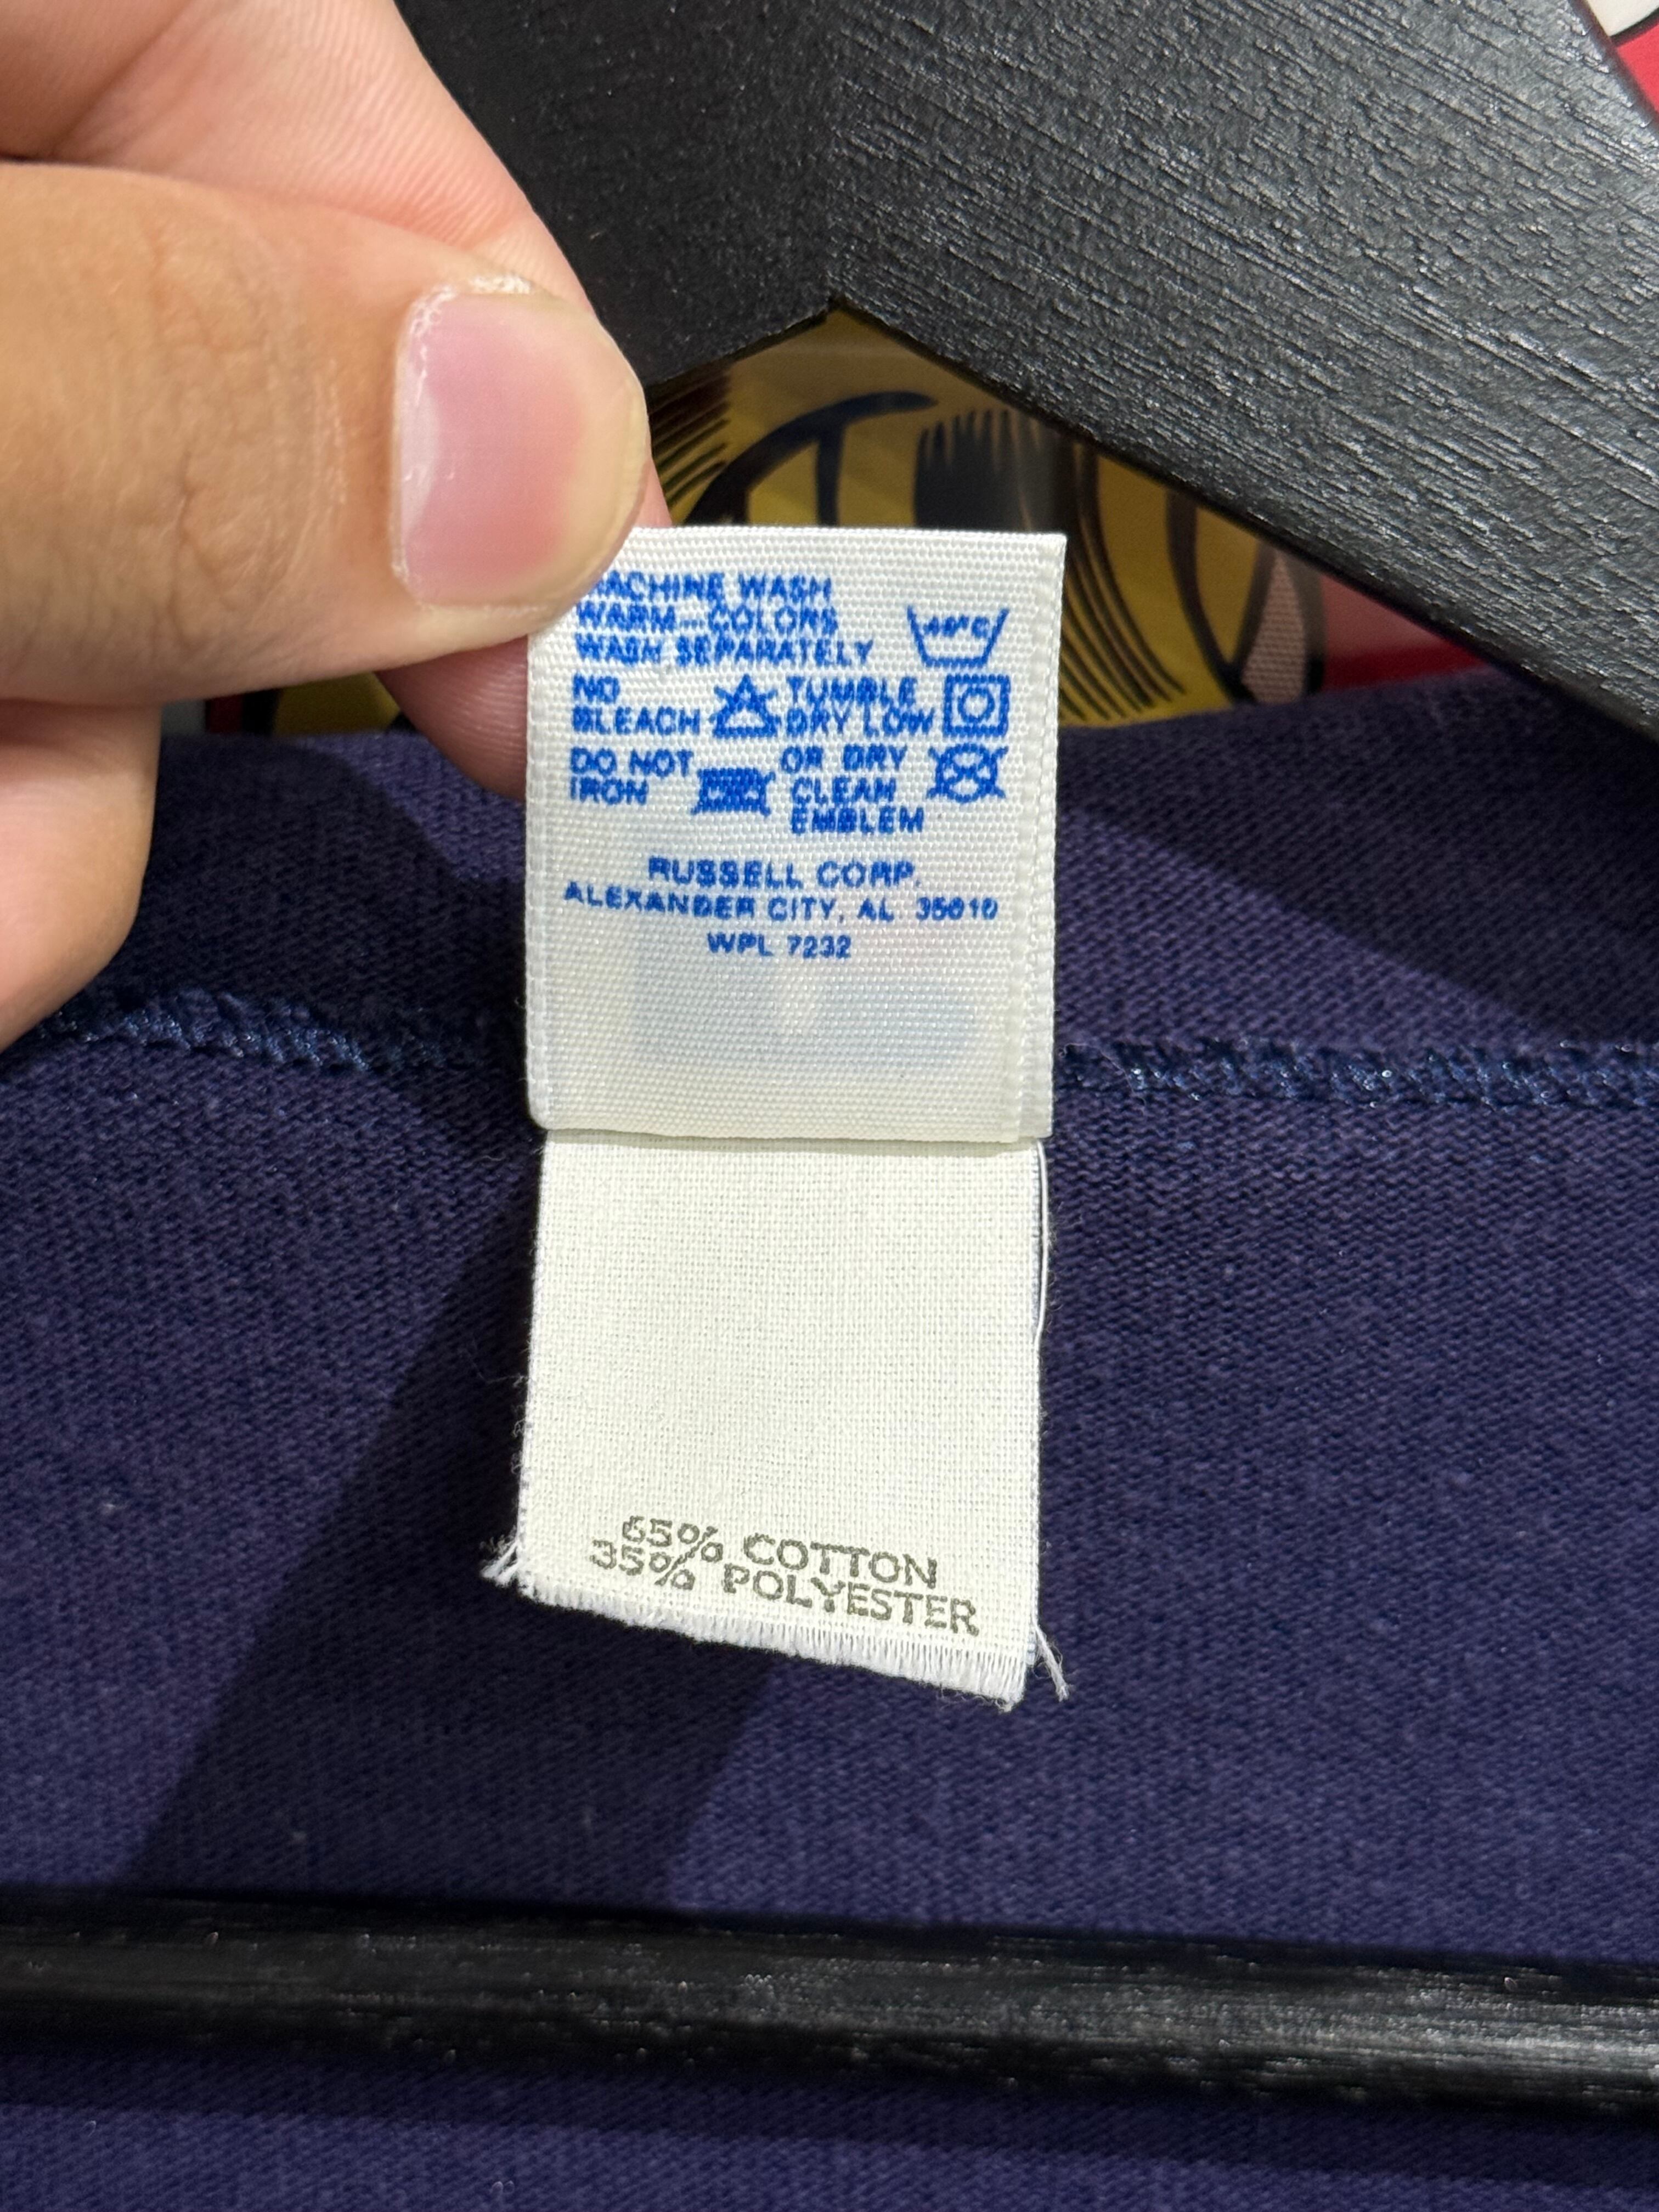 MACHINE WASH
WARM—COLORS
WASH SEPARATELY
40°C
NO
BLEACH
TUMBLE
DRY LOW
DO NOT
IRON
OR DRY
CLEAN
EMBLEM
RUSSELL CORP.
ALEXANDER CITY, AL 35010
WPL 7232
65% COTTON
35% POLYESTER